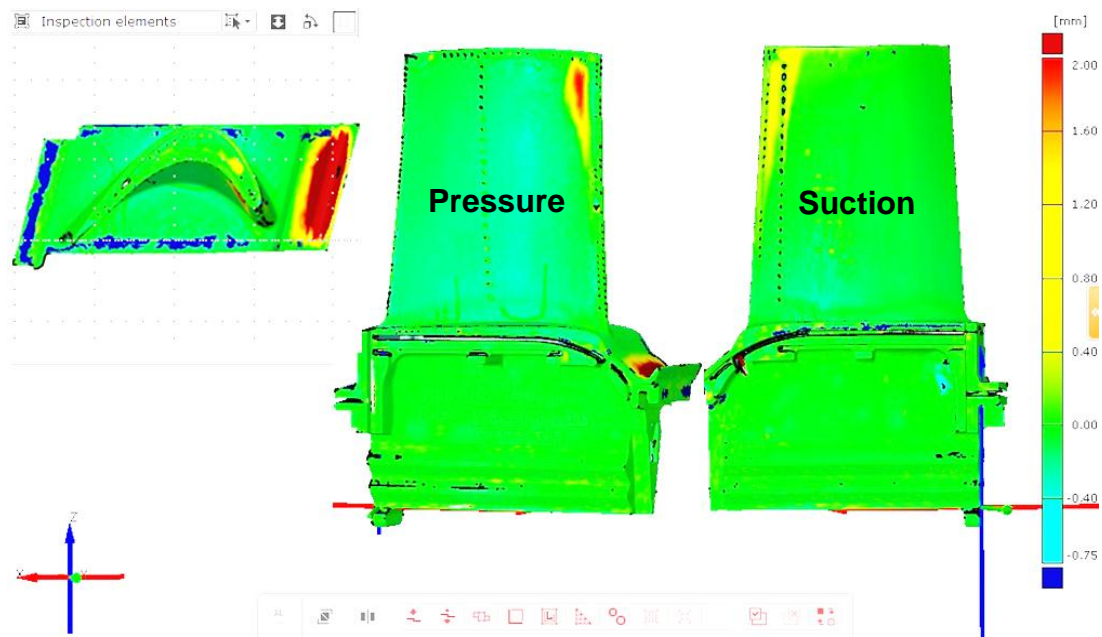 Inspection elements
[mm]
2.00
1.60
1.20
0.80
0.40
0.00
-0.40
-0.75
Pressure
Suction
Z
X
Y